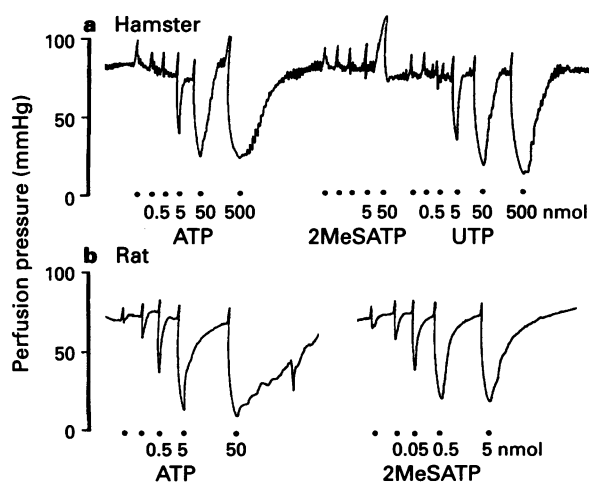 a Hamster
100
50
0
0.5 5 50 500 5 50 0.5 5 50 500 nmol
ATP 2MeSATP UTP
Perfusion pressure (mmHg)
b Rat
100
50
0
0.5 5 50 0.05 0.5 5 nmol
ATP 2MeSATP